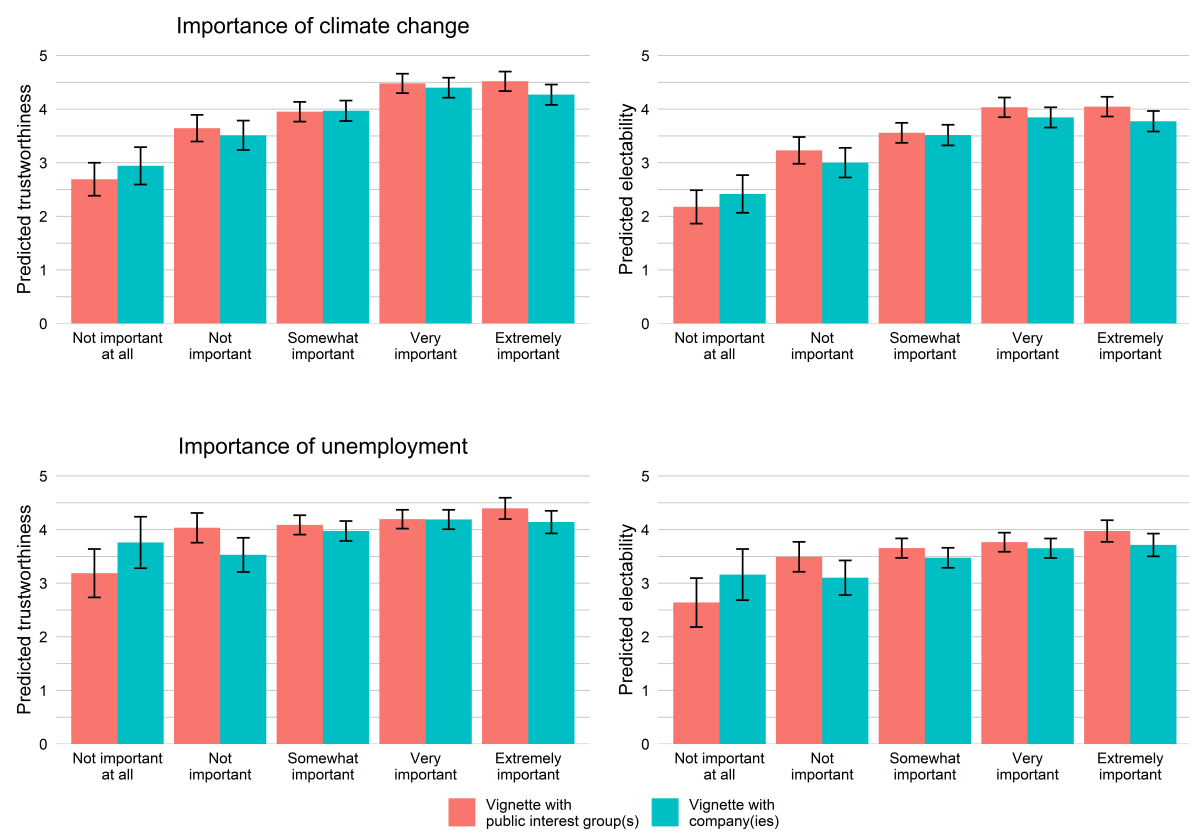 Importance of climate change
Predicted trustworthiness
5
4
3
2
1
0
Not important
at all
Not
important
Somewhat
important
Very
important
Extremely
important
Predicted electability
5
4
3
2
1
0
Not important
at all
Not
important
Somewhat
important
Very
important
Extremely
important
Importance of unemployment
Predicted trustworthiness
5
4
3
2
1
0
Not important
at all
Not
important
Somewhat
important
Very
important
Extremely
important
Predicted electability
5
4
3
2
1
0
Not important
at all
Not
important
Somewhat
important
Very
important
Extremely
important
Vignette with
public interest group(s)
Vignette with
company(ies)